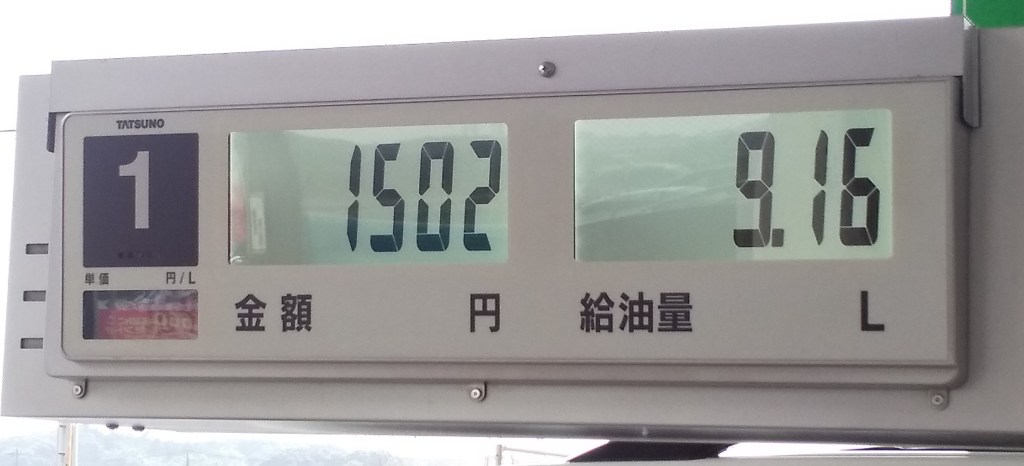 TATSUNO
1
1502
9.16
単価 円/L
金額 円
給油量 L